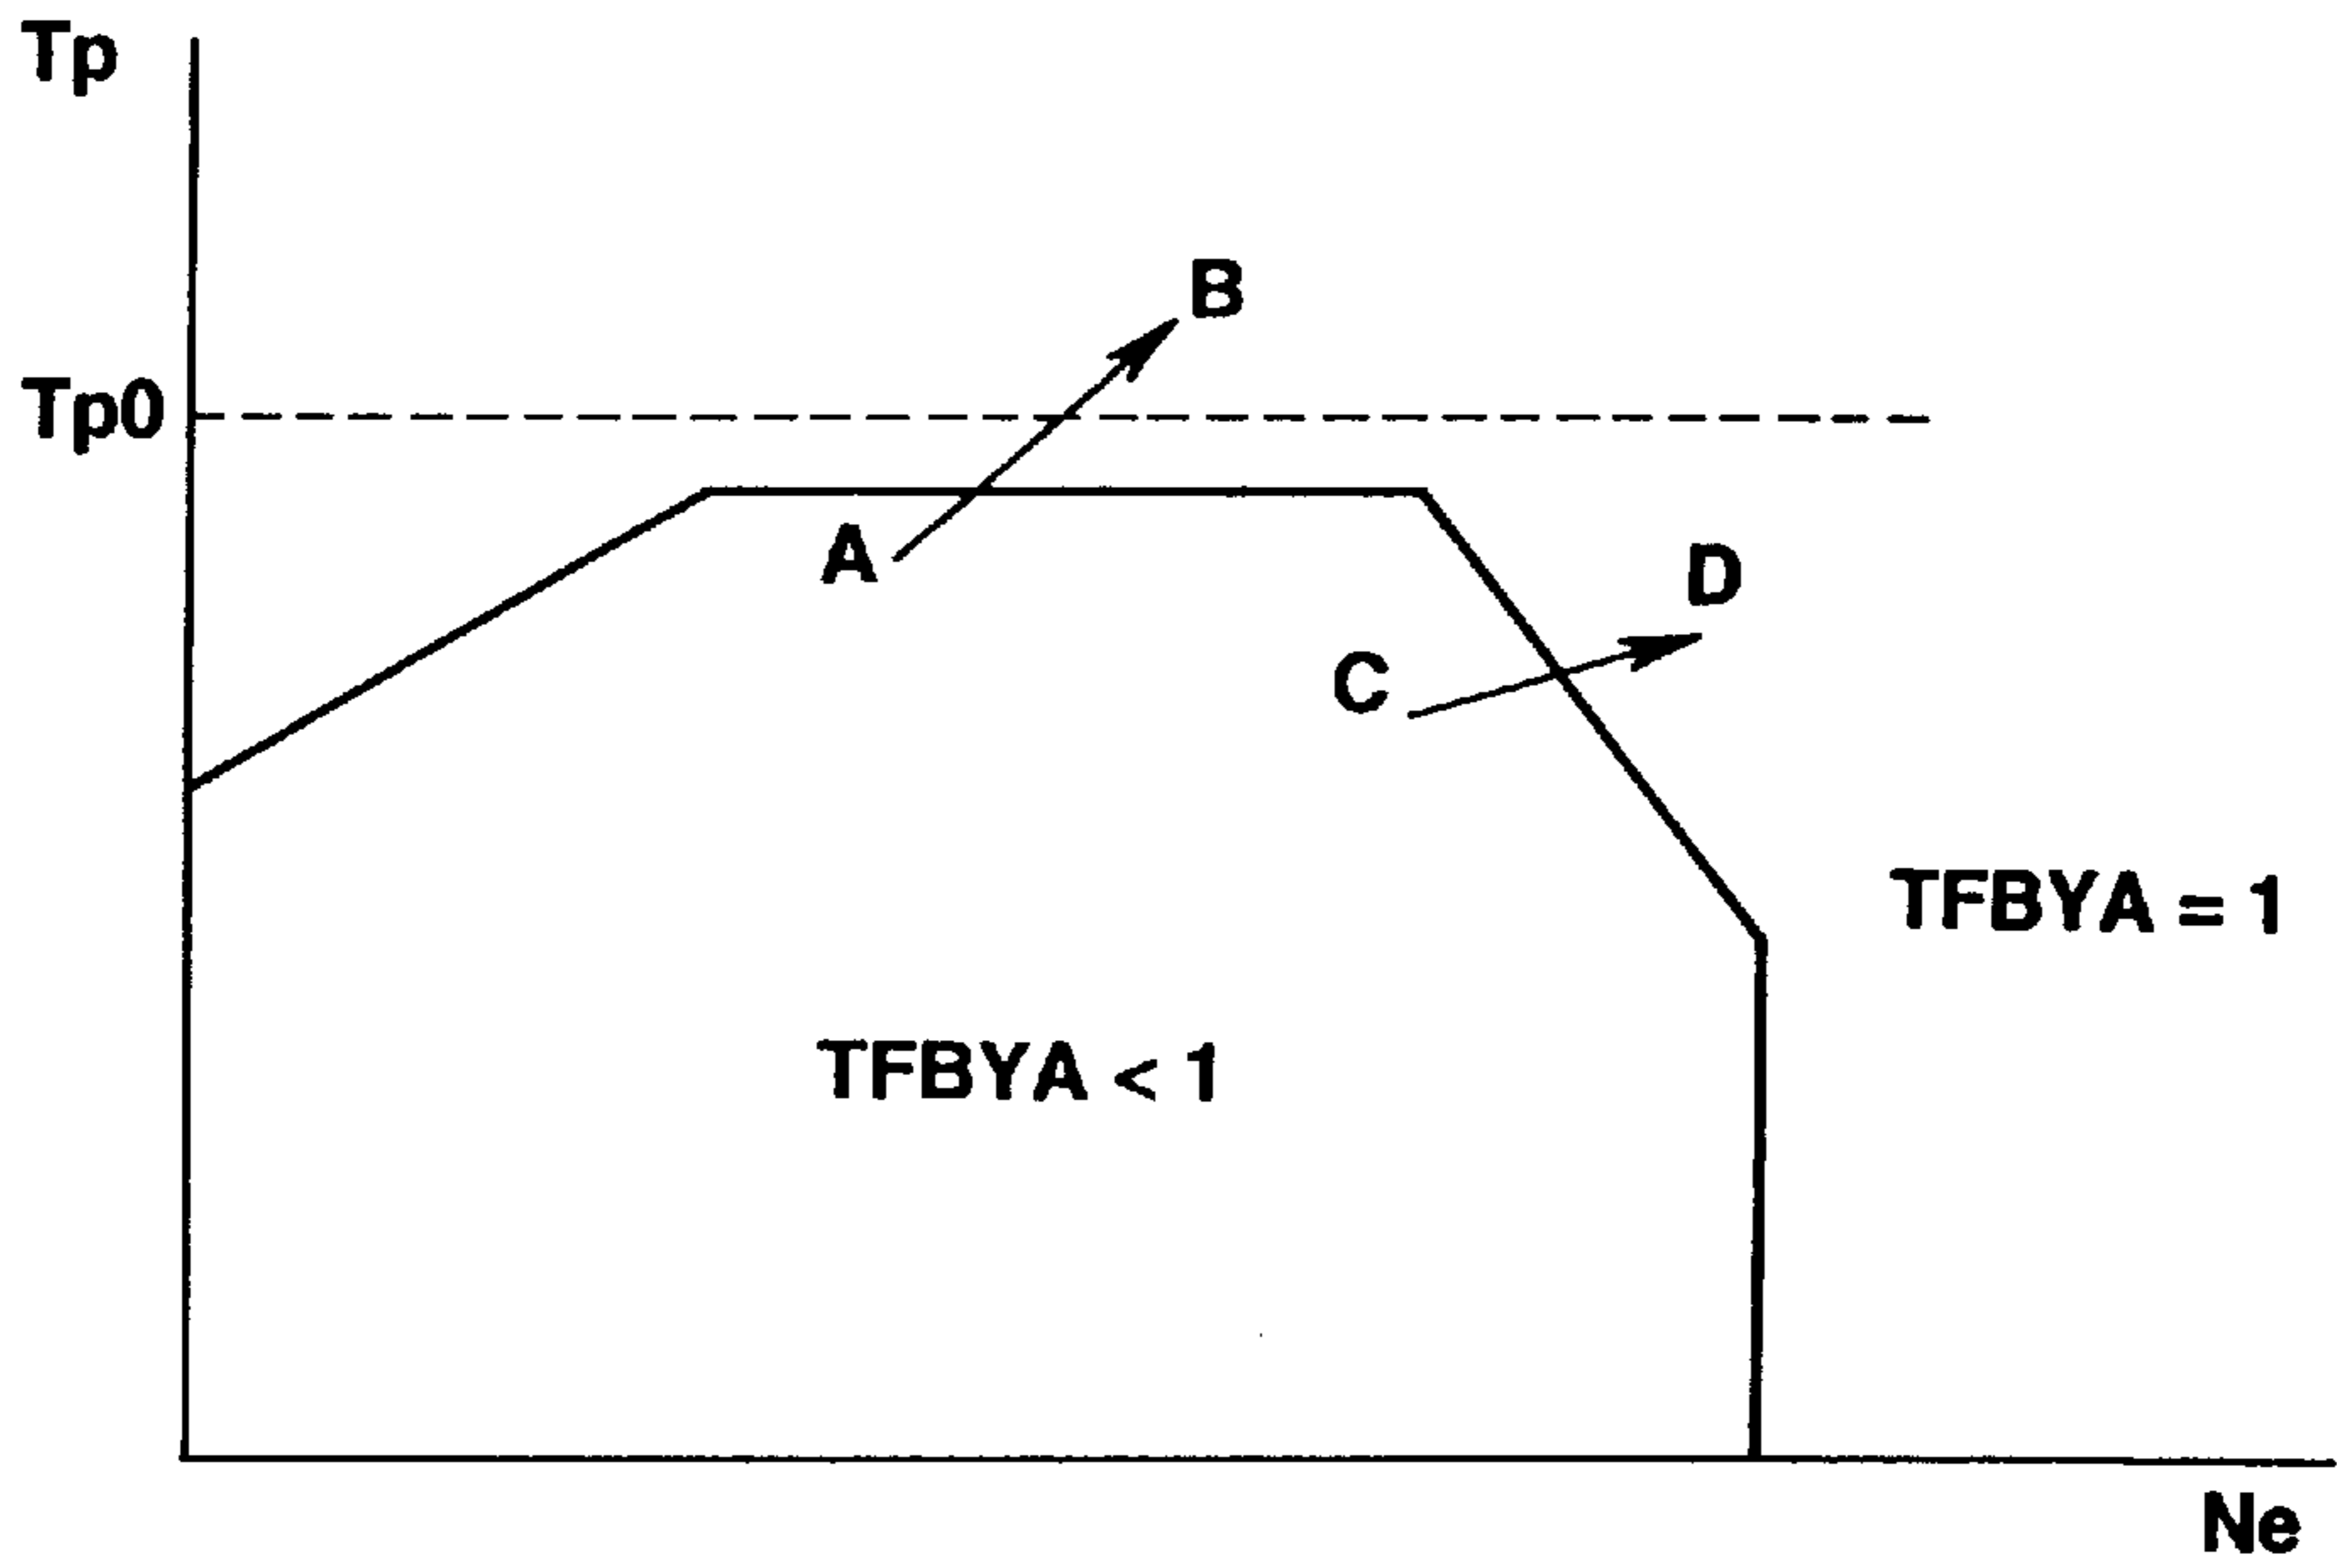 Tp
B
Tp0
A
D
C
TFBYA = 1
TFBYA < 1
Ne